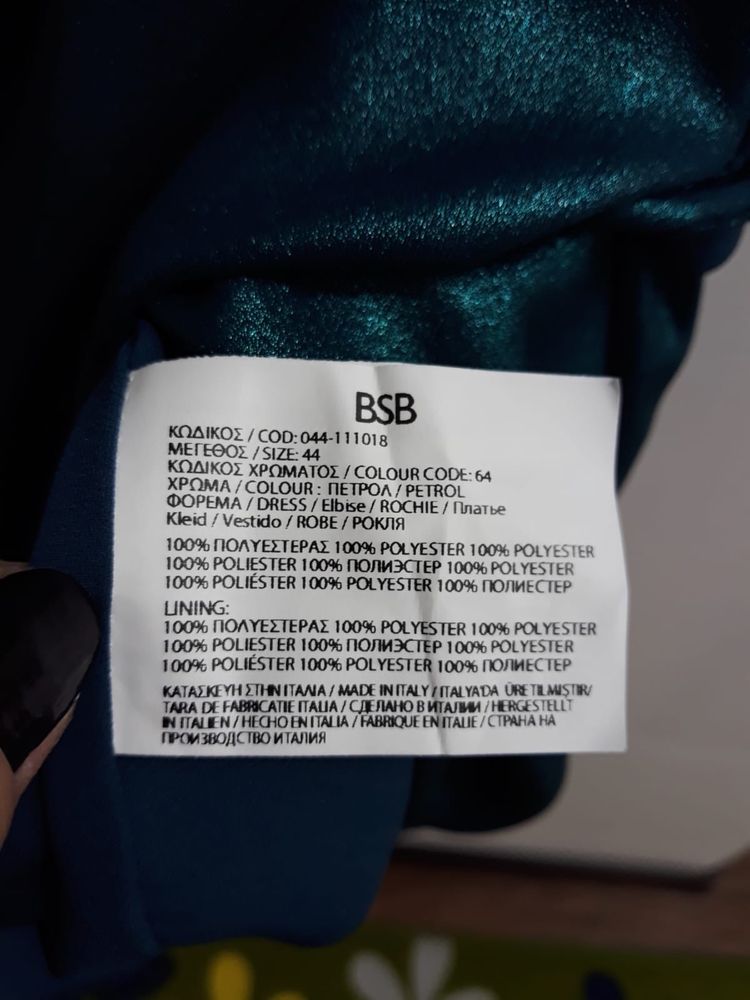 BSB
ΚΩΔΙΚΟΣ / COD: 044-111018
ΜΕΓΕΘΟΣ / SIZE: 44
ΚΩΔΙΚΟΣ ΧΡΩΜΑΤΟΣ / COLOUR CODE: 64
ΧΡΩΜΑ / COLOUR : ΠΕΤΡΟΛ / PETROL
ΦΟΡΕΜΑ / DRESS / Elbise / ROCHIE / Платье
Kleid / Vestido / ROBE / РОКЛЯ
100% ΠΟΛΥΕΣΤΕΡΑΣ 100% POLYESTER 100% POLYESTER
100% POLIESTER 100% ПОЛИЭСТЕР 100% POLYESTER
100% POLIÉSTER 100% POLYESTER 100% ПОЛИЕСТЕР
LINING:
100% ΠΟΛΥΕΣΤΕΡΑΣ 100% POLYESTER 100% POLYESTER
100% POLIESTER 100% ПОЛИЭСТЕР 100% POLYESTER
100% POLIÉSTER 100% POLYESTER 100% ПОЛИЕСТЕР
ΚΑΤΑΣΚΕΥΗ ΣΤΗΝ ΙΤΑΛΙΑ / MADE IN ITALY / ITALYA'DA ÜRETILMIŞTIR/
TARA DE FABRICATIE ITALIA / СДЕЛАНО В ИТАЛИИ / HERGESTELLT
IN ITALIEN / HECHO EN ITALIA / FABRIQUE EN ITALIE / СТРАНА НА
ПРОИЗВОДСТВО ИТАЛИЯ